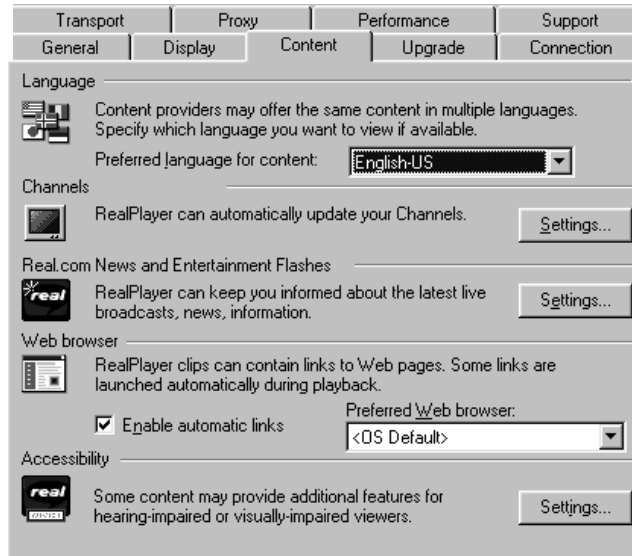 Transport Proxy Performance Support
General Display Content Upgrade Connection
Language
Content providers may offer the same content in multiple languages.
Specify which language you want to view if available.
Preferred language for content: English-US
Channels
RealPlayer can automatically update your Channels. Settings...
Real.com News and Entertainment Flashes
real
RealPlayer can keep you informed about the latest live
broadcasts, news, information.
Settings...
Web browser
RealPlayer clips can contain links to Web pages. Some links are
launched automatically during playback.
Preferred Web browser:
Enable automatic links <OS Default>
Accessibility
real
Some content may provide additional features for
hearing-impaired or visually-impaired viewers.
Settings...